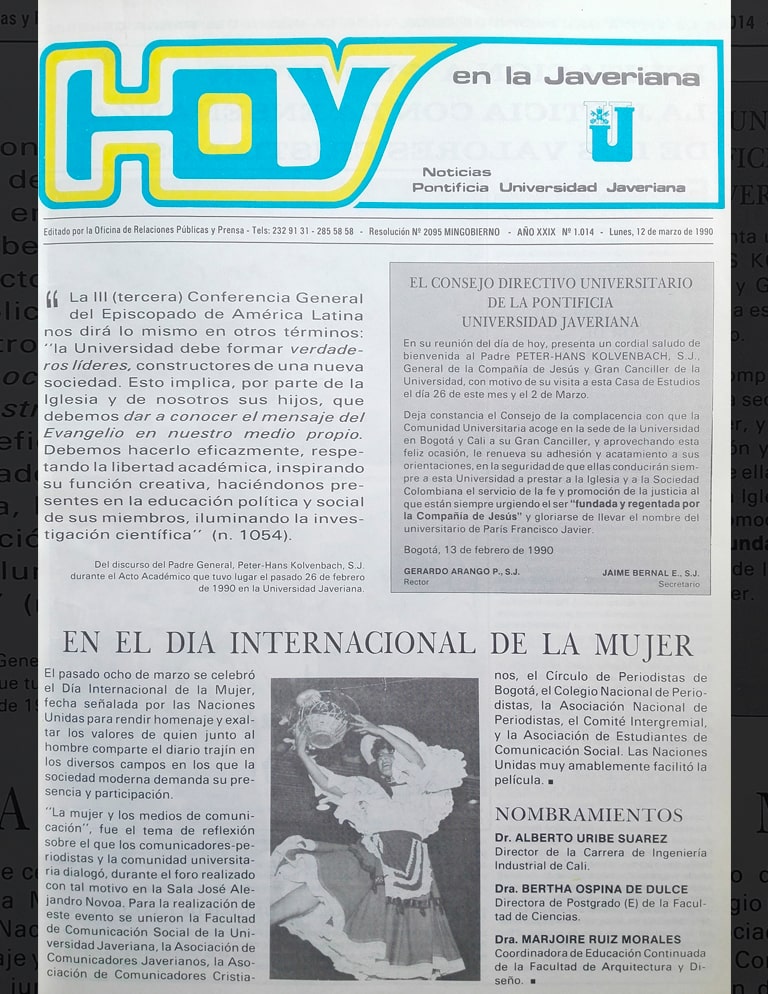 HOY
en la Javeriana
Noticias
Pontificia Universidad Javeriana
Editado por la Oficina de Relaciones Públicas y Prensa - Tels: 232 91 31 - 285 58 58 - Resolución Nº 2095 MINGOBIERNO - AÑO XXIX Nº 1.014 - Lunes, 12 de marzo de 1990
“ La III (tercera) Conferencia General
del Episcopado de América Latina
nos dirá lo mismo en otros términos:
"la Universidad debe formar verdade-
ros líderes, constructores de una nueva
sociedad. Esto implica, por parte de la
Iglesia y de nosotros sus hijos, que
debemos dar a conocer el mensaje del
Evangelio en nuestro medio propio.
Debemos hacerlo eficazmente, respe-
tando la libertad académica, inspirando
su función creativa, haciéndonos pre-
sentes en la educación política y social
de sus miembros, iluminando la inves-
tigación científica" (n. 1054).
Del discurso del Padre General, Peter-Hans Kolvenbach, S.J.
durante el Acto Académico que tuvo lugar el pasado 26 de febrero
de 1990 en la Universidad Javeriana.
EL CONSEJO DIRECTIVO UNIVERSITARIO
DE LA PONTIFICIA
UNIVERSIDAD JAVERIANA
En su reunión del día de hoy, presenta un cordial saludo de
bienvenida al Padre PETER-HANS KOLVENBACH, S.J.,
General de la Compañía de Jesús y Gran Canciller de la
Universidad, con motivo de su visita a esta Casa de Estudios
el día 26 de este mes y el 2 de Marzo.
Deja constancia el Consejo de la complacencia con que la
Comunidad Universitaria acoge en la sede de la Universidad
en Bogotá y Cali a su Gran Canciller, y aprovechando esta
feliz ocasión, le renueva su adhesión y acatamiento a sus
orientaciones, en la seguridad de que ellas conducirán siem-
pre a esta Universidad a prestar a la Iglesia y a la Sociedad
Colombiana el servicio de la fe y promoción de la justicia al
que están siempre urgiendo el ser "fundada y regentada por
la Compañía de Jesús" y gloriarse de llevar el nombre del
universitario de París Francisco Javier.
Bogotá, 13 de febrero de 1990
GERARDO ARANGO P., S.J.
Rector
JAIME BERNAL E., S.J.
Secretario
EN EL DIA INTERNACIONAL DE LA MUJER
El pasado ocho de marzo se celebró
el Día Internacional de la Mujer,
fecha señalada por las Naciones
Unidas para rendir homenaje y exal-
tar los valores de quien junto al
hombre comparte el diario trajín en
los diversos campos en los que la
sociedad moderna demanda su pre-
sencia y participación.
"La mujer y los medios de comuni-
cación", fue el tema de reflexión
sobre el que los comunicadores-pe-
riodistas y la comunidad universita-
ria dialogó, durante el foro realizado
con tal motivo en la Sala José Ale-
jandro Novoa. Para la realización de
este evento se unieron la Facultad
de Comunicación Social de la Uni-
versidad Javeriana, la Asociación de
Comunicadores Javerianos, la Aso-
ciación de Comunicadores Cristia-
nos, el Círculo de Periodistas de
Bogotá, el Colegio Nacional de Perio-
distas, la Asociación Nacional de
Periodistas, el Comité Intergremial,
y la Asociación de Estudiantes de
Comunicación Social. Las Naciones
Unidas muy amablemente facilitó la
película. ■
NOMBRAMIENTOS
Dr. ALBERTO URIBE SUAREZ
Director de la Carrera de Ingeniería
Industrial de Cali.
Dra. BERTHA OSPINA DE DULCE
Directora de Postgrado (E) de la Facul-
tad de Ciencias.
Dra. MARJOIRE RUIZ MORALES
Coordinadora de Educación Continuada
de la Facultad de Arquitectura y Di-
seño. ■